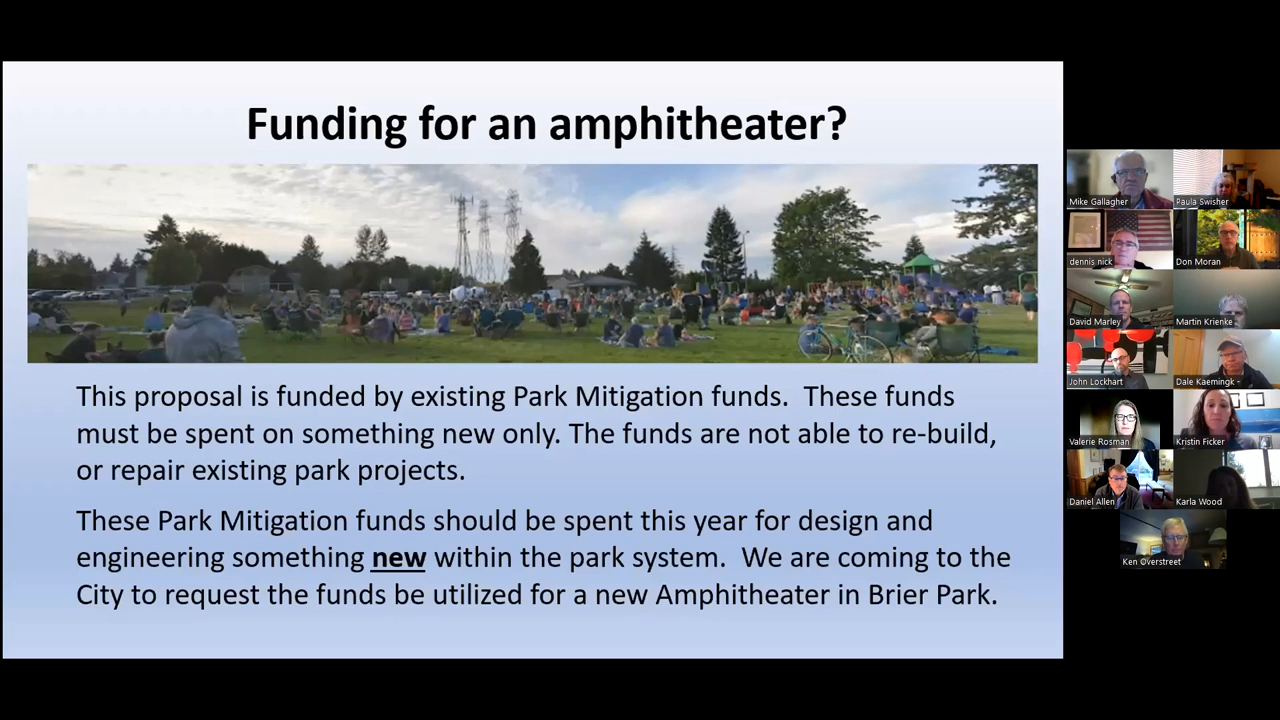 Funding for an amphitheater?
This proposal is funded by existing Park Mitigation funds.  These funds
must be spent on something new only. The funds are not able to re-build,
or repair existing park projects.
These Park Mitigation funds should be spent this year for design and
engineering something new within the park system.  We are coming to the
City to request the funds be utilized for a new Amphitheater in Brier Park.
Mike Gallagher
Paula Swisher
dennis nick
Don Moran
David Marley
Martin Krienke
John Lockhart
Dale Kaemingk -
Valerie Rosman
Kristin Ficker
Daniel Allen
Karla Wood
Ken Overstreet